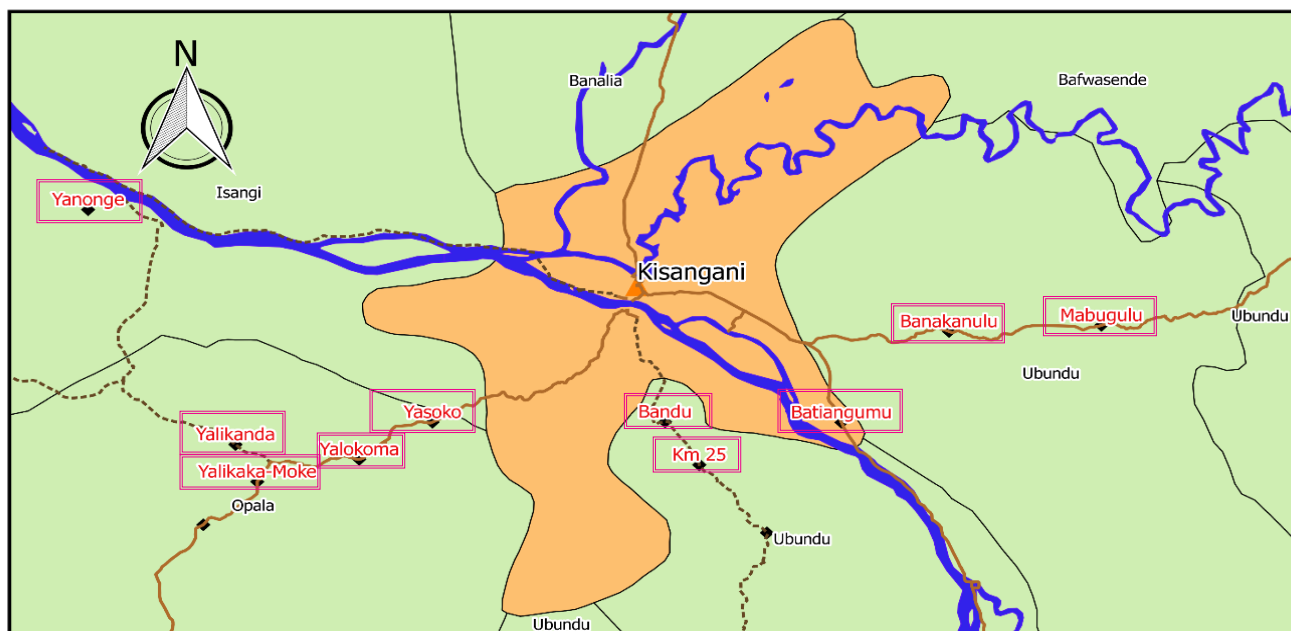 N
Banalia
Bafwasende
Isangi
Yanonge
Kisangani
Banakanulu
Mabugulu
Ubundu
Ubundu
Yasoko
Bandu
Batiangumu
Yalikanda
Yalokoma
Km 25
Yalikaka-Moke
Opala
Ubundu
Ubundu